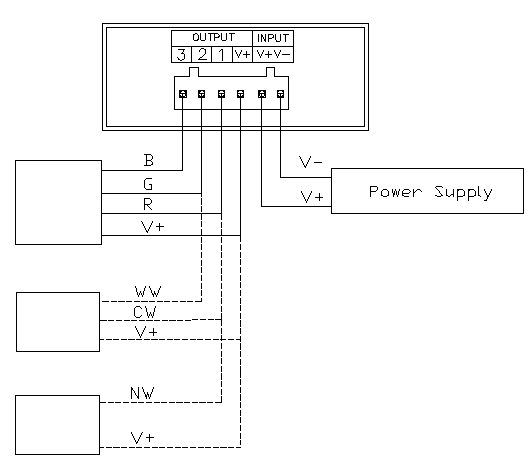 OUTPUT INPUT
3 2 1 V+ V+ V-
B
G
R
V+
V-
V+
Power Supply
WW
CW
V+
NW
V+